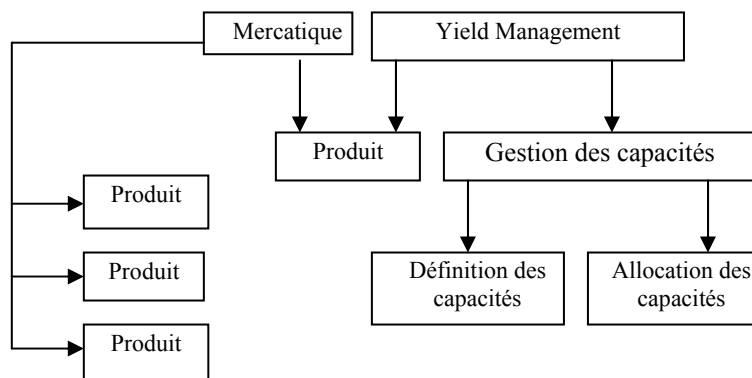 Mercatique
Yield Management
Produit
Gestion des capacités
Produit
Définition des
capacités
Allocation des
capacités
Produit
Produit